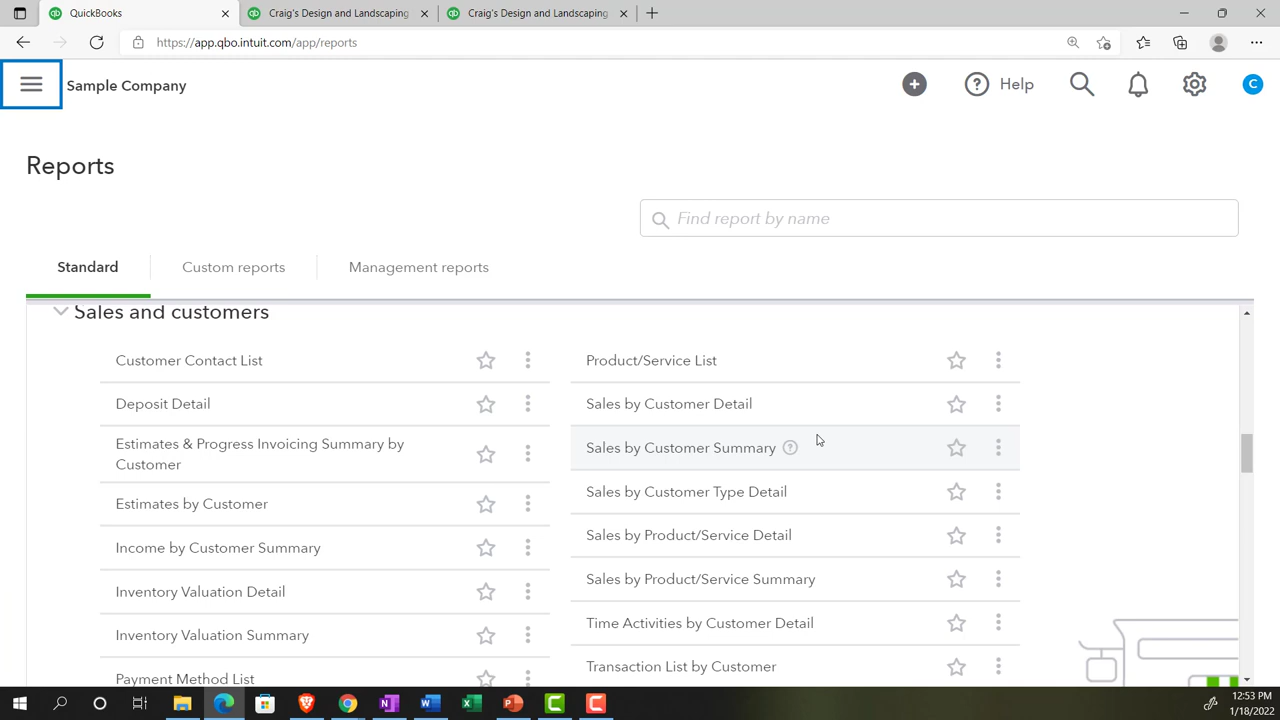 QuickBooks
Craig's Design and Landscaping
Craig's Design and Landscaping
https://app.qbo.intuit.com/app/reports
Sample Company
Help
C
Reports
Find report by name
Standard
Custom reports
Management reports
Sales and customers
Customer Contact List
Product/Service List
Deposit Detail
Sales by Customer Detail
Estimates & Progress Invoicing Summary by
Customer
Sales by Customer Summary
Estimates by Customer
Sales by Customer Type Detail
Income by Customer Summary
Sales by Product/Service Detail
Inventory Valuation Detail
Sales by Product/Service Summary
Inventory Valuation Summary
Time Activities by Customer Detail
Payment Method List
Transaction List by Customer
12:53 PM
1/18/2022